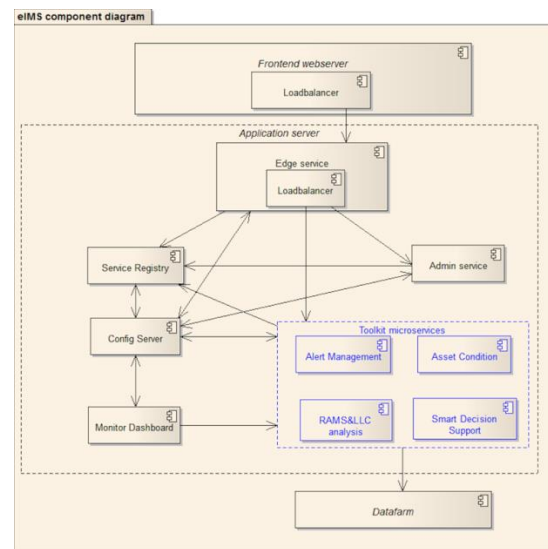 eIMS component diagram
Frontend webserver
Loadbalancer
Application server
Edge service
Loadbalancer
Service Registry
Admin service
Config Server
Toolkit microservices
Alert Management
Asset Condition
Monitor Dashboard
RAMS&LLC
analysis
Smart Decision
Support
Datafarm